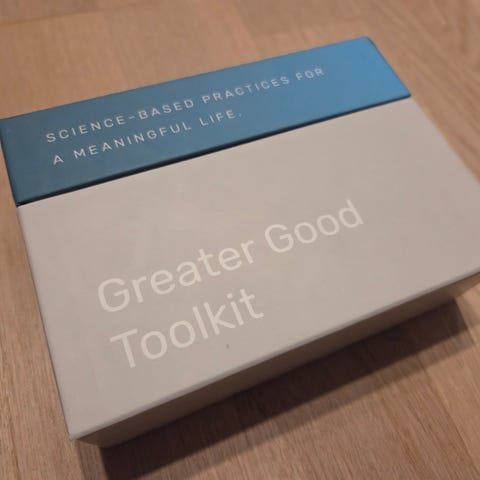 SCIENCE-BASED PRACTICES FOR
A MEANINGFUL LIFE.
Greater Good
Toolkit